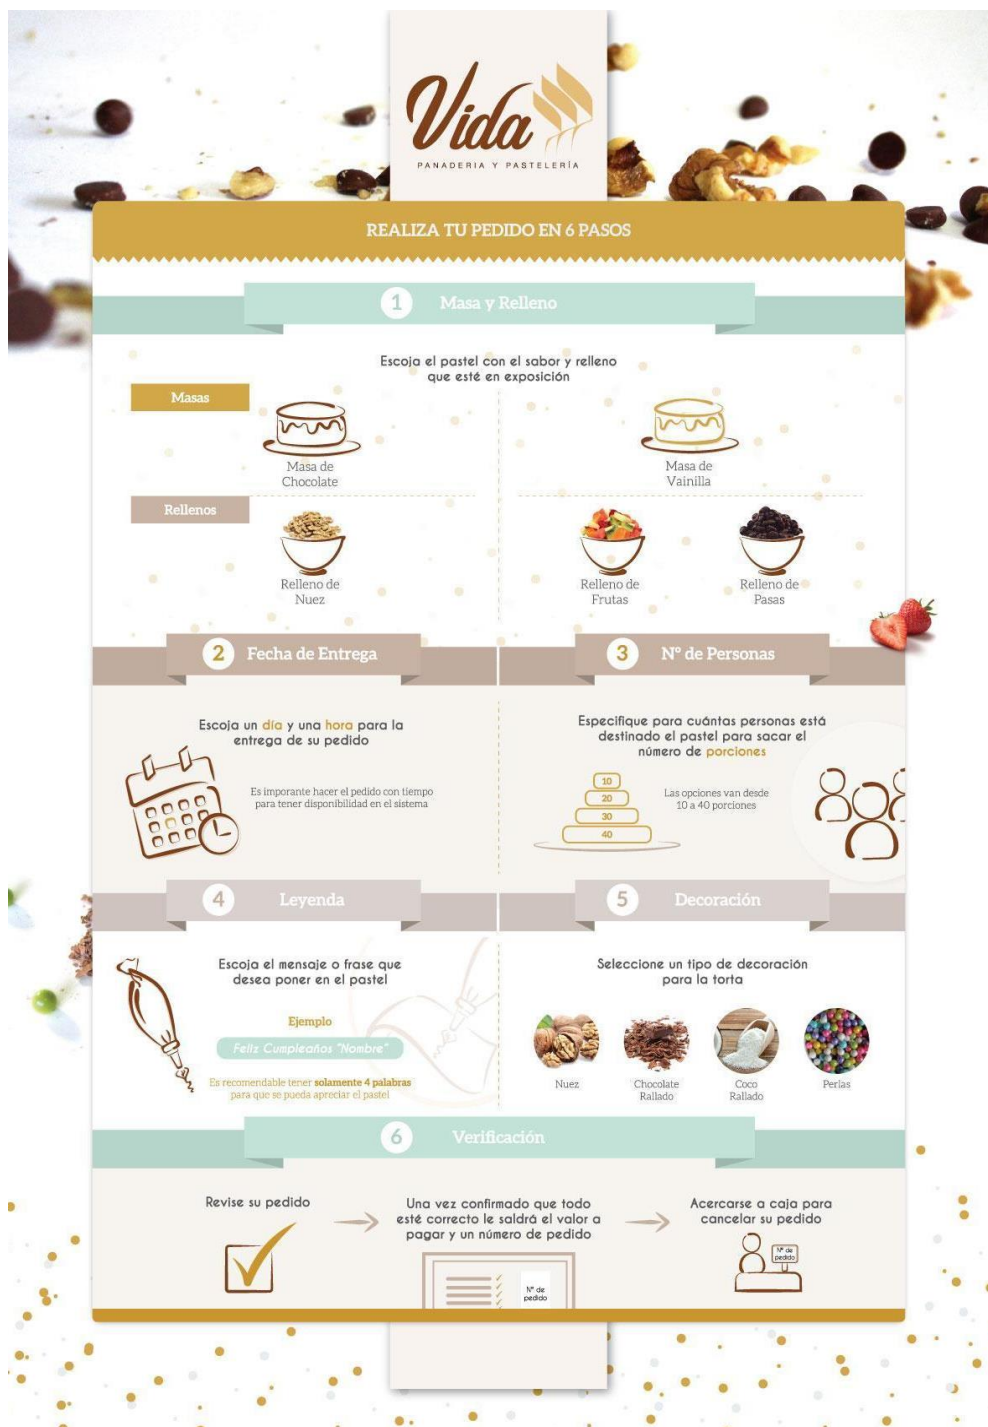 Vida
PANADERIA Y PASTELERÍA
REALIZA TU PEDIDO EN 6 PASOS
1 Masa y Relleno
Escoja el pastel con el sabor y relleno
que esté en exposición
Masas
Masa de
Chocolate
Masa de
Vainilla
Rellenos
Relleno de
Nuez
Relleno de
Frutas
Relleno de
Pasas
2 Fecha de Entrega
Escoja un día y una hora para la
entrega de su pedido
Es imporante hacer el pedido con tiempo
para tener disponibilidad en el sistema
3 N° de Personas
Especifique para cuántas personas está
destinado el pastel para sacar el
número de porciones
10
20
30
40
Las opciones van desde
10 a 40 porciones
4 Leyenda
Escoja el mensaje o frase que
desea poner en el pastel
Ejemplo
Feliz Cumpleaños "Nombre"
Es recomendable tener solamente 4 palabras
para que se pueda apreciar el pastel
5 Decoración
Seleccione un tipo de decoración
para la torta
Nuez
Chocolate
Rallado
Coco
Rallado
Perlas
6 Verificación
Revise su pedido
Una vez confirmado que todo
esté correcto le saldrá el valor a
pagar y un número de pedido
N° de
pedido
Acercarse a caja para
cancelar su pedido
N° de
pedido